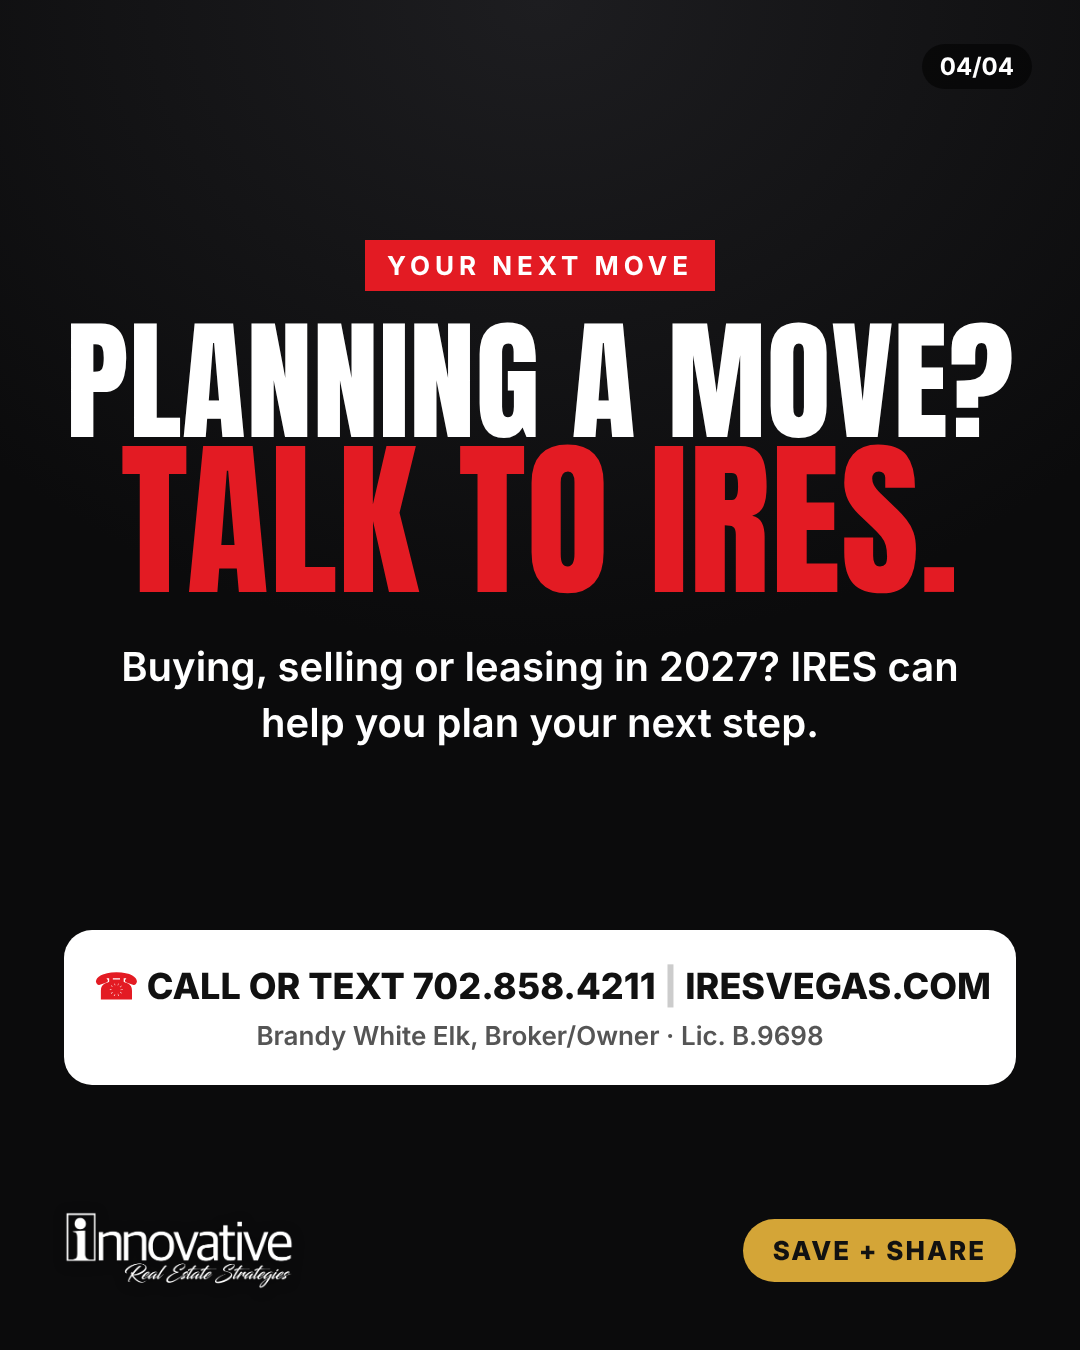 04/04
YOUR NEXT MOVE
PLANNING A MOVE?
TALK TO IRES.
Buying, selling or leasing in 2027? IRES can
help you plan your next step.
☎ CALL OR TEXT 702.858.4211 | IRESVEGAS.COM
Brandy White Elk, Broker/Owner · Lic. B.9698
innovative
Real Estate Strategies
SAVE + SHARE